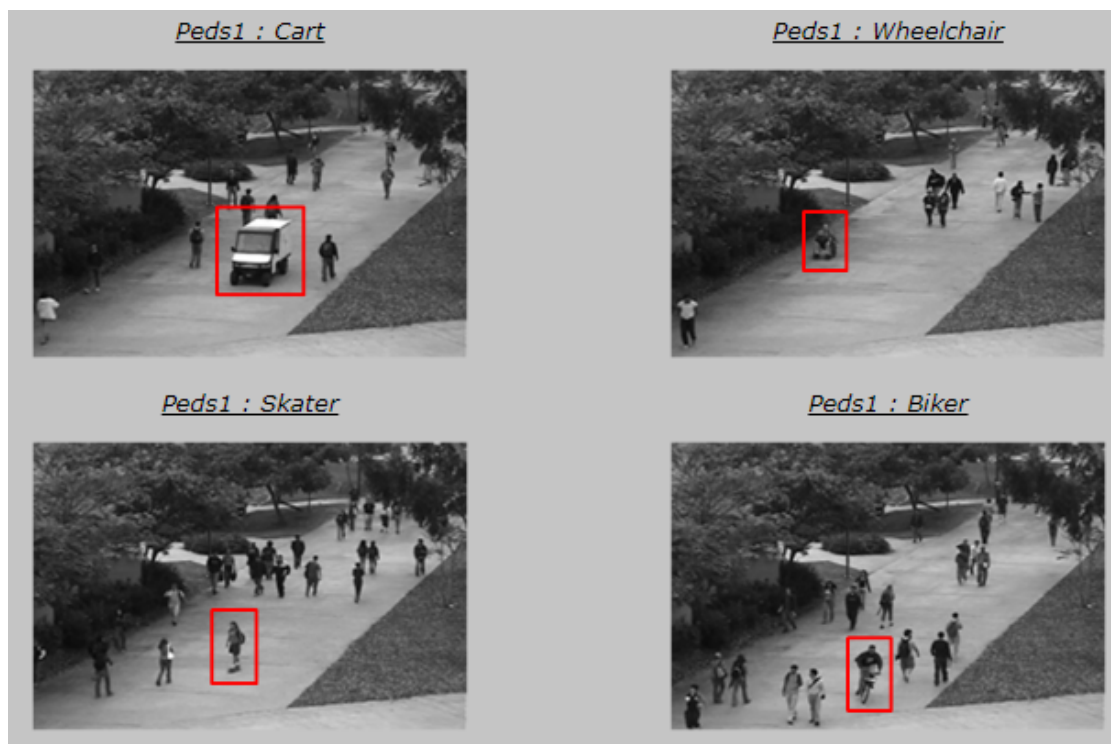 Peds1 : Cart
Peds1 : Wheelchair
Peds1 : Skater
Peds1 : Biker